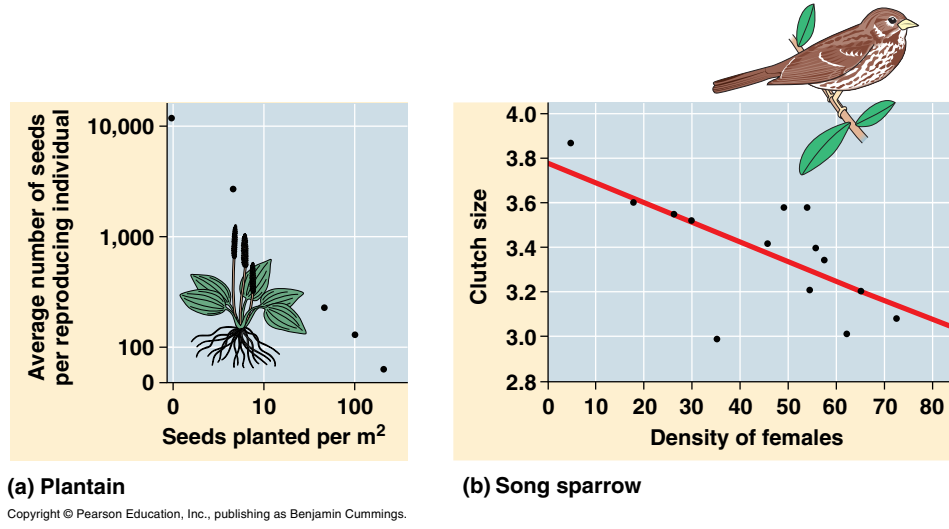 Average number of seeds
per reproducing individual
10,000
1,000
100
0
0 10 100
Seeds planted per m²
(a) Plantain
Clutch size
4.0
3.8
3.6
3.4
3.2
3.0
2.8
0 10 20 30 40 50 60 70 80
Density of females
(b) Song sparrow
Copyright © Pearson Education, Inc., publishing as Benjamin Cummings.